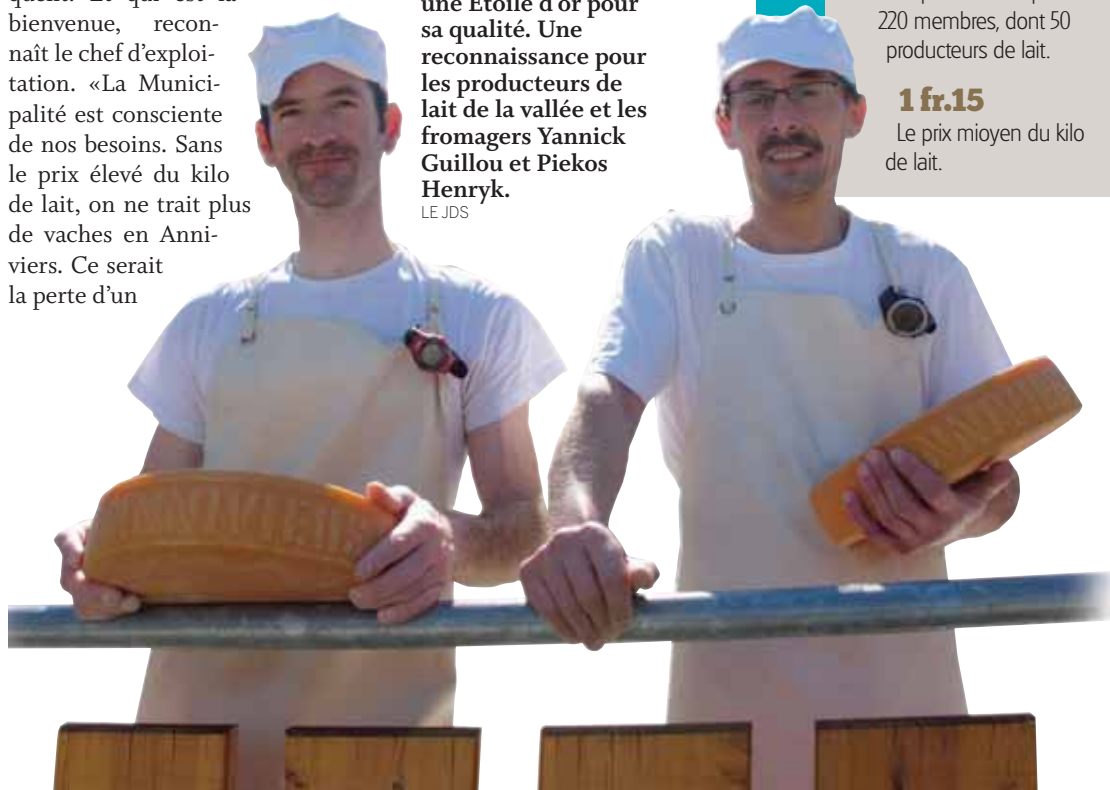 bienvenue, recon-
naît le chef d’exploi-
tation. «La Munici-
palité est consciente
de nos besoins. Sans
le prix élevé du kilo
de lait, on ne trait plus
de vaches en Anni-
viers. Ce serait
la perte d’un
une Etoile d’or pour
sa qualité. Une
reconnaissance pour
les producteurs de
lait de la vallée et les
fromagers Yannick
Guillou et Piekos
Henryk.
LE JDS
220 membres, dont 50
producteurs de lait.
1 fr.15
Le prix mioyen du kilo
de lait.